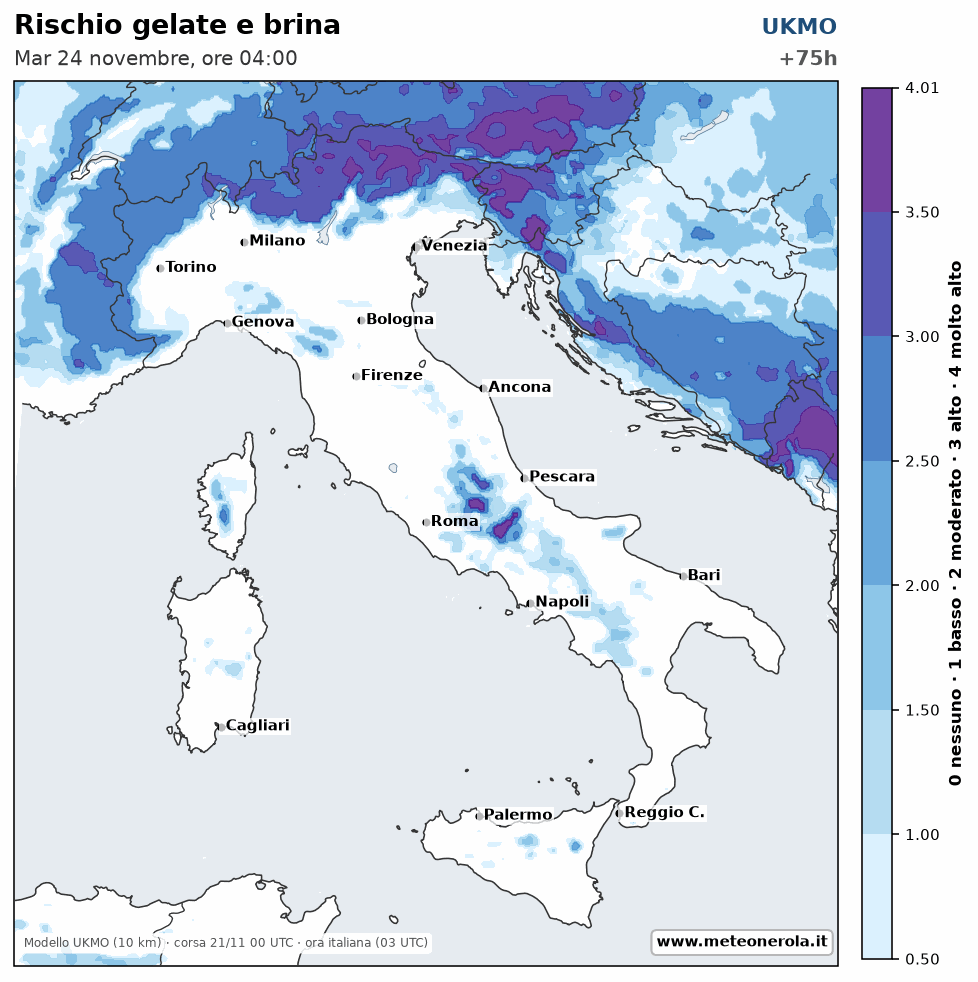 Rischio gelate e brina
UKMO
Mar 24 novembre, ore 04:00
+75h
4.01
3.50
3.00
2.50
2.00
1.50
1.00
0.50
0 nessuno · 1 basso · 2 moderato · 3 alto · 4 molto alto
Milano
Venezia
Torino
Genova
Bologna
Firenze
Ancona
Pescara
Roma
Bari
Napoli
Cagliari
Palermo
Reggio C.
Modello UKMO (10 km) · corsa 21/11 00 UTC · ora italiana (03 UTC)
www.meteonerola.it